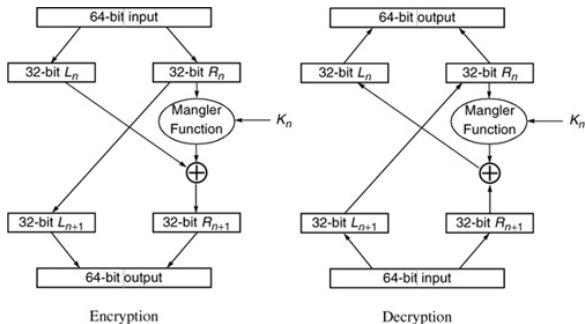 64-bit input
32-bit Lₙ
32-bit Rₙ
Mangler
Function
Kₙ
32-bit Lₙ₊₁
32-bit Rₙ₊₁
64-bit output
Encryption
64-bit output
32-bit Lₙ
32-bit Rₙ
Mangler
Function
Kₙ
32-bit Lₙ₊₁
32-bit Rₙ₊₁
64-bit input
Decryption